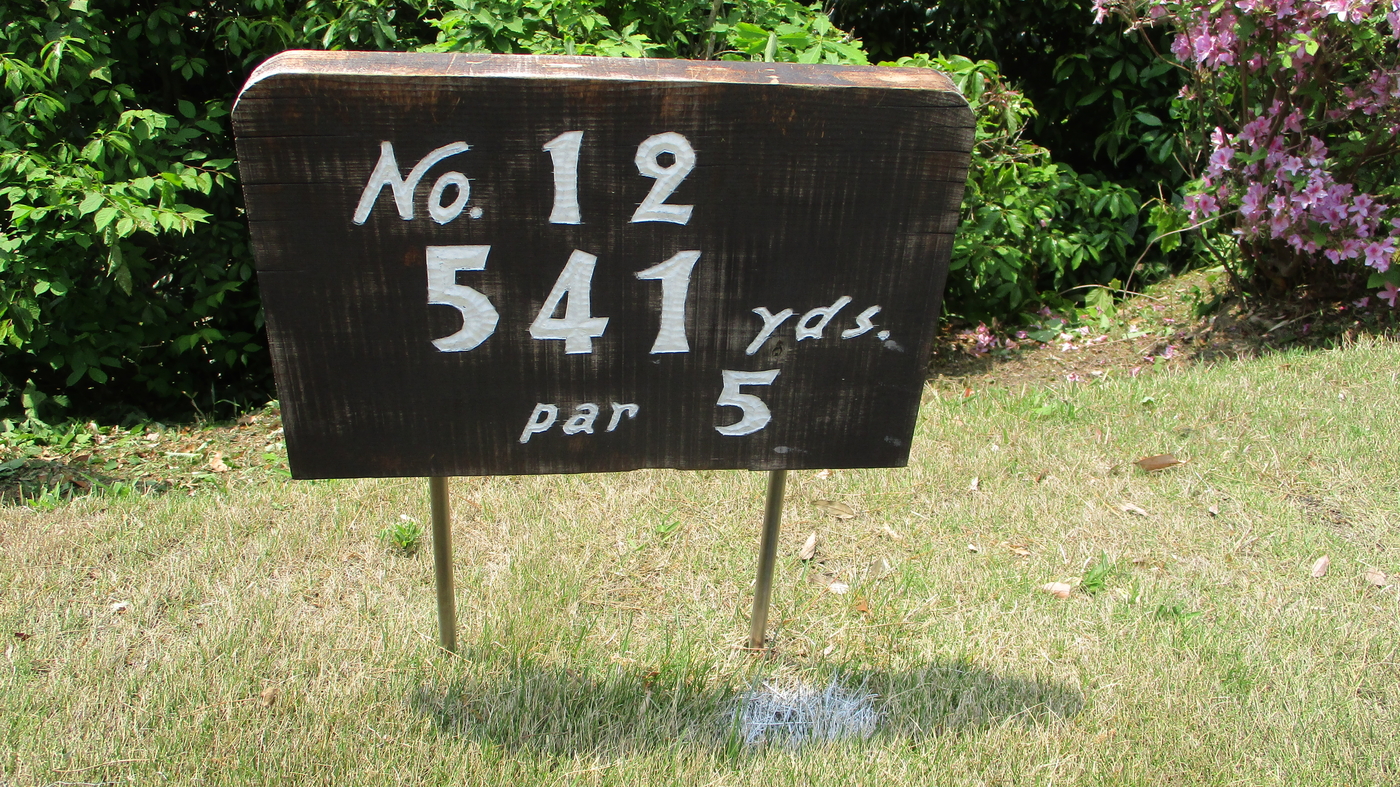 No. 12
541 yds.
par 5